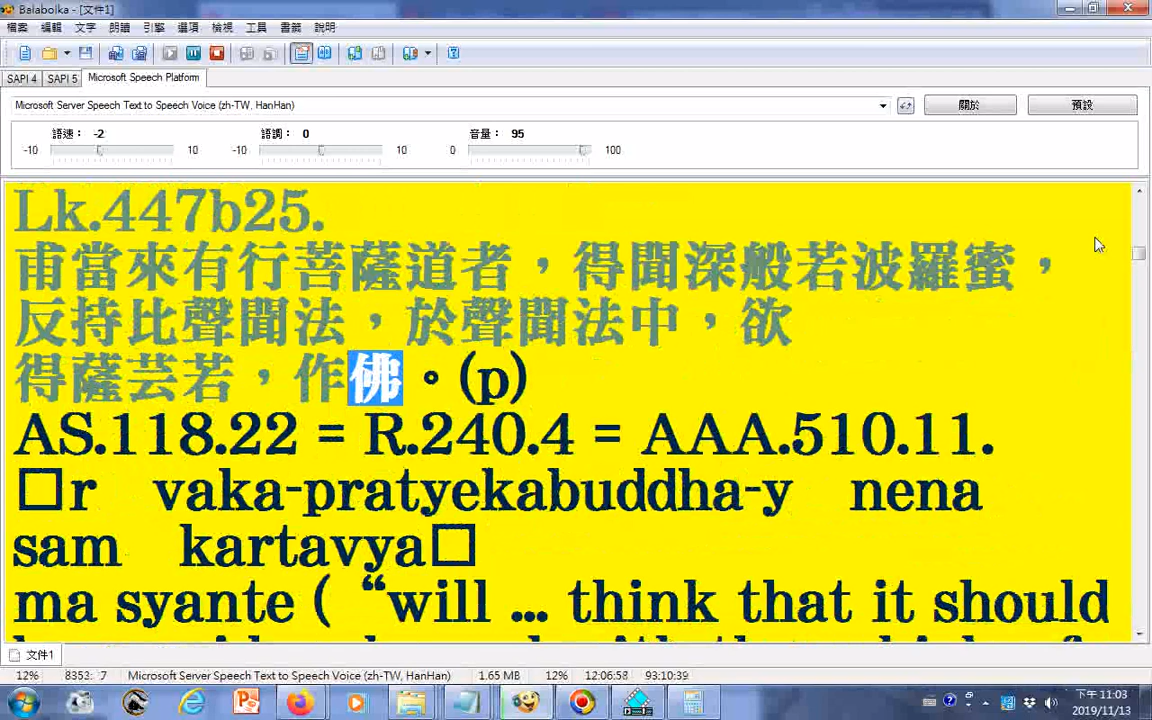 Balabolka - [文件1]
檔案 編輯 文字 朗讀 引擎 選項 檢視 工具 書籤 說明
SAPI 4 SAPI 5 Microsoft Speech Platform
Microsoft Server Speech Text to Speech Voice (zh-TW, HanHan) 關於 預設
語速： -2 語調： 0 音量： 95
-10 10 -10 10 0 100
Lk.447b25.
甫當來有行菩薩道者，得聞深般若波羅蜜，
反持比聲聞法，於聲聞法中，欲
得薩芸若，作佛。(p)
AS.118.22 = R.240.4 = AAA.510.11.
□r vaka-pratyekabuddha-y nena
sam kartavya□
ma syante ( “will ... think that it should
文件1
12% 8353: 7 Microsoft Server Speech Text to Speech Voice (zh-TW, HanHan) 1.65 MB 12% 12:06:58 93:10:39
下午 11:03
2019/11/13